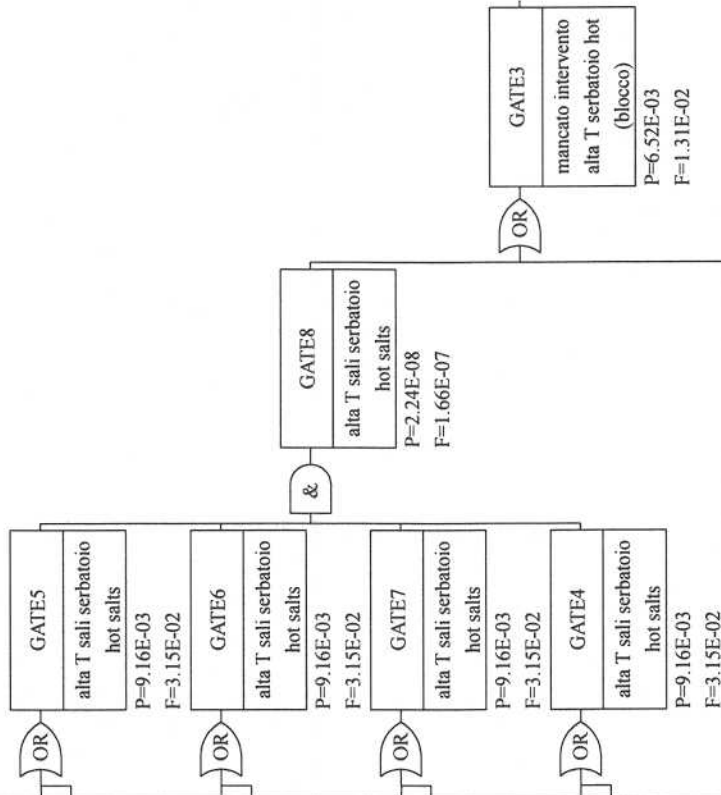 GATE3
mancato intervento
alta T serbatoio hot
(blocco)
P=6.52E-03
F=1.31E-02
OR
GATE8
alta T sali serbatoio
hot salts
P=2.24E-08
F=1.66E-07
&
GATE5
alta T sali serbatoio
hot salts
P=9.16E-03
F=3.15E-02
OR
GATE6
alta T sali serbatoio
hot salts
P=9.16E-03
F=3.15E-02
OR
GATE7
alta T sali serbatoio
hot salts
P=9.16E-03
F=3.15E-02
OR
GATE4
alta T sali serbatoio
hot salts
P=9.16E-03
F=3.15E-02
OR